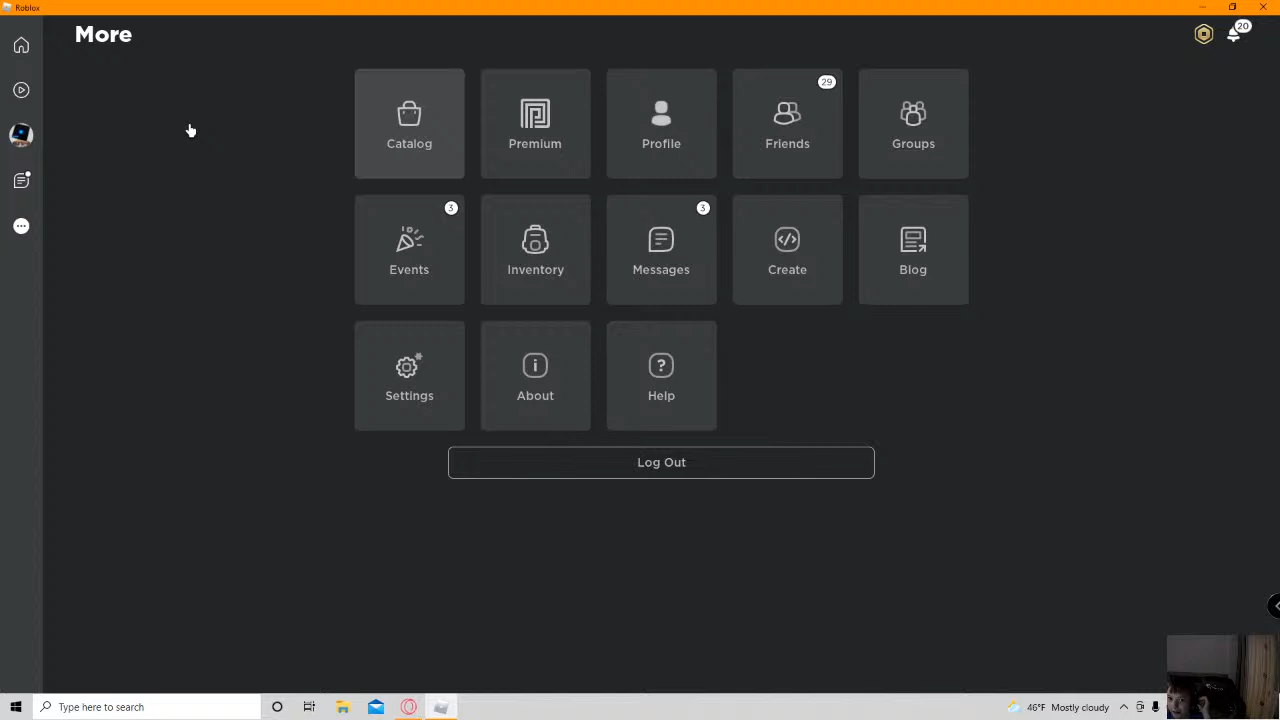 Roblox
More
20
Catalog
Premium
Profile
29
Friends
Groups
3
Events
Inventory
3
Messages
Create
Blog
Settings
About
Help
Log Out
Type here to search
46°F Mostly cloudy